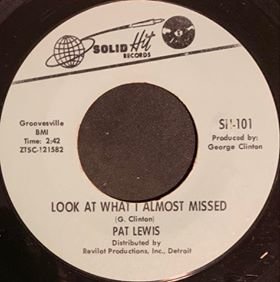 SOLID Hit
RECORDS
Groovesville
BMI
Time: 2:42
ZTSC-121582
SH-101
Produced by:
George Clinton
LOOK AT WHAT I ALMOST MISSED
(G. Clinton)
PAT LEWIS
Distributed by
Revilot Productions, Inc., Detroit